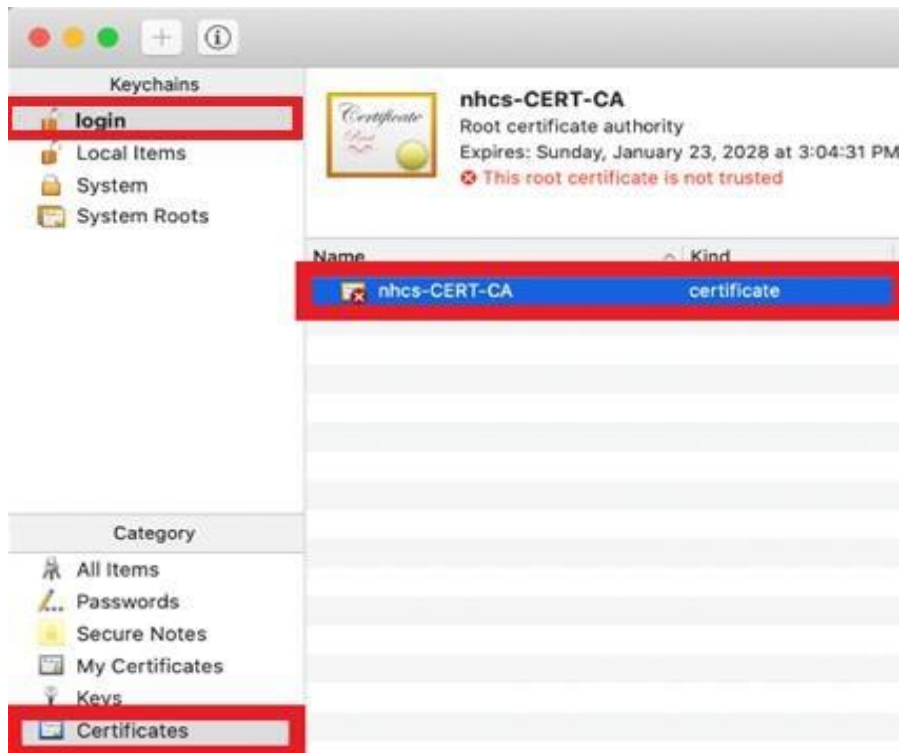 Keychains
login
Local Items
System
System Roots
Certificate
Root
nhcs-CERT-CA
Root certificate authority
Expires: Sunday, January 23, 2028 at 3:04:31 PM
This root certificate is not trusted
Name Kind
nhcs-CERT-CA certificate
Category
All Items
Passwords
Secure Notes
My Certificates
Keys
Certificates